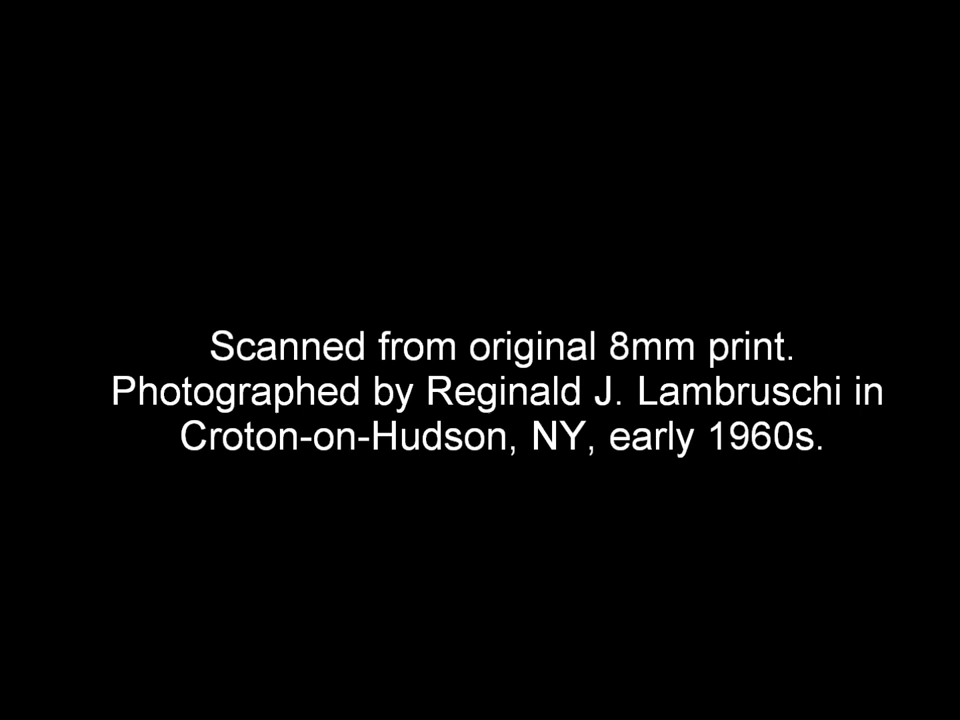 Scanned from original 8mm print.
Photographed by Reginald J. Lambruschi in
Croton-on-Hudson, NY, early 1960s.